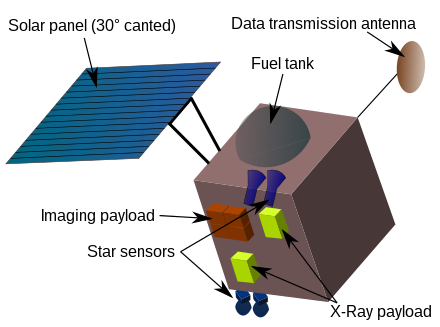 Data transmission antenna
Solar panel (30° canted)
Fuel tank
Imaging payload
Star sensors
X-Ray payload